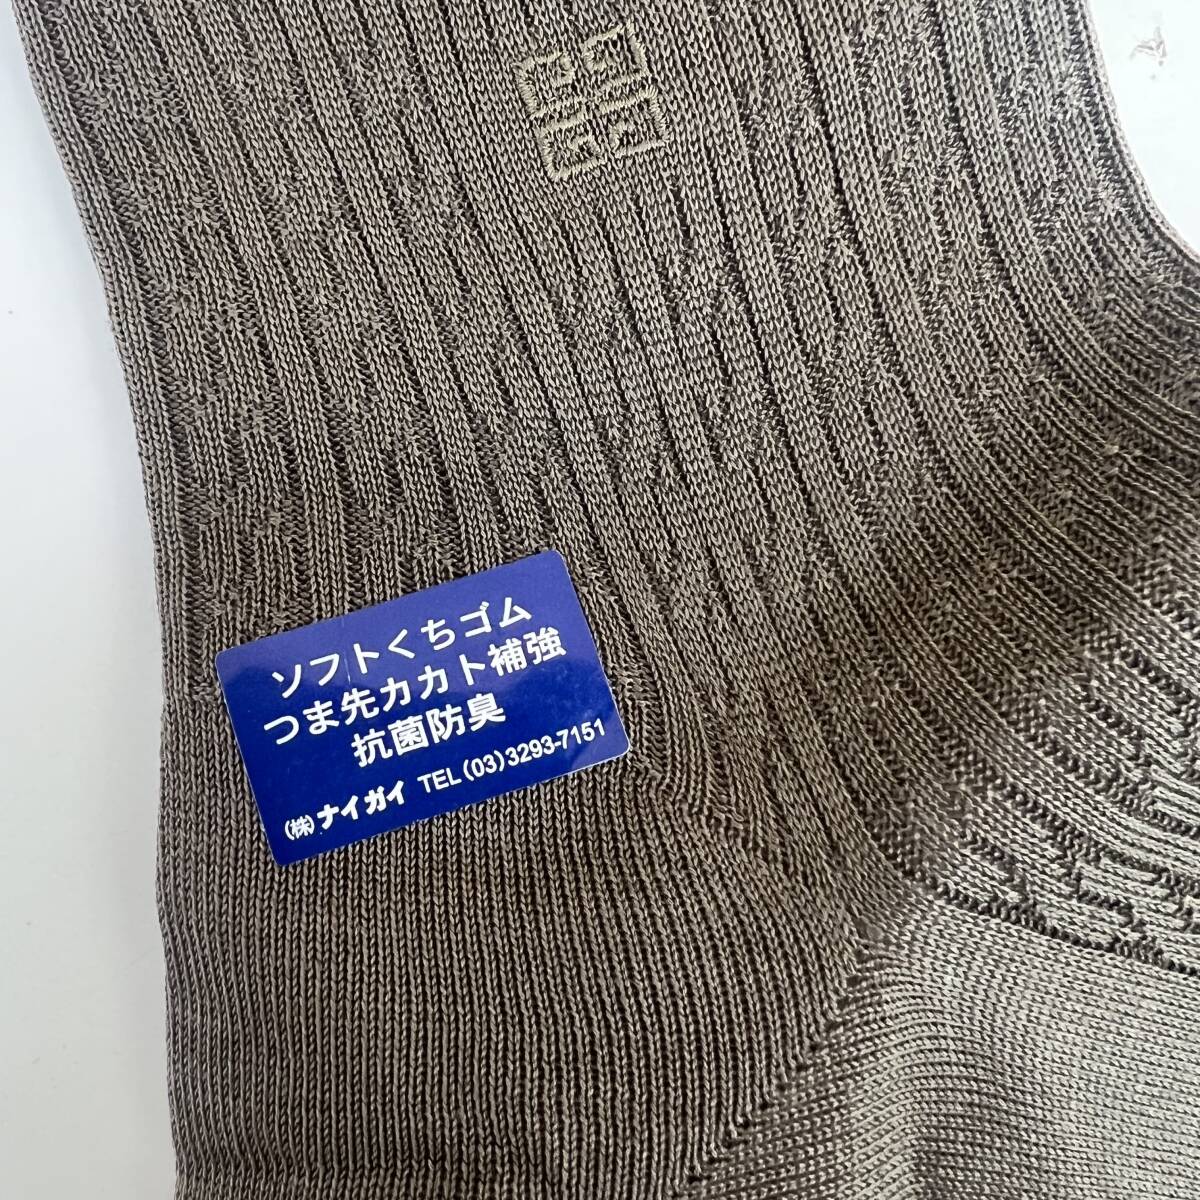 ソフトくちゴム
つま先カカト補強
抗菌防臭
(株)ナイガイ TEL(03)3293-7151